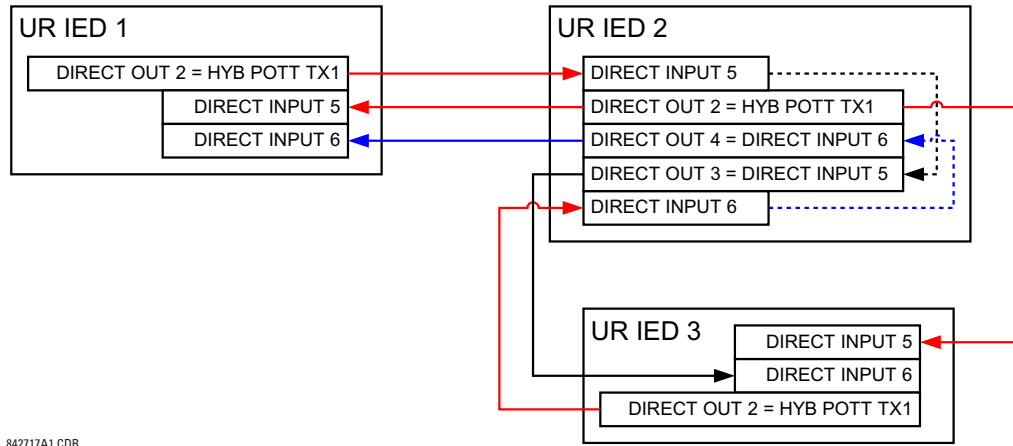 UR IED 1
DIRECT OUT 2 = HYB POTT TX1
DIRECT INPUT 5
DIRECT INPUT 6
UR IED 2
DIRECT INPUT 5
DIRECT OUT 2 = HYB POTT TX1
DIRECT OUT 4 = DIRECT INPUT 6
DIRECT OUT 3 = DIRECT INPUT 5
DIRECT INPUT 6
UR IED 3
DIRECT INPUT 5
DIRECT INPUT 6
DIRECT OUT 2 = HYB POTT TX1
842717A1.CDR